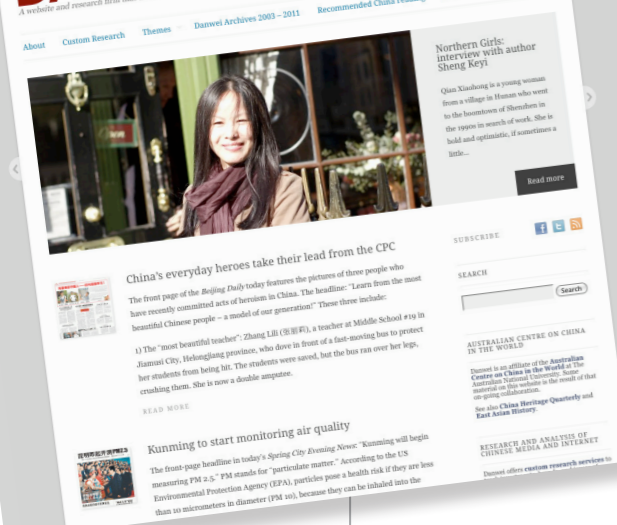 A website and research firm
About
Custom Research
Themes
Danwei Archives 2003 – 2011
Recommended China reading
Northern Girls:
interview with author
Sheng Keyi
Qian Xiaohong is a young woman
from a village in Hunan who went
to the boomtown of Shenzhen in
the 1990s in search of work. She is
bold and optimistic, if sometimes a
little...
Read more
China's everyday heroes take their lead from the CPC
The front page of the Beijing Daily today features the pictures of three people who
have recently committed acts of heroism in China. The headline: "Learn from the most
beautiful Chinese people – a model of our generation!" These three include:
1) The "most beautiful teacher": Zhang Lili (张丽莉), a teacher at Middle School #19 in
Jiamusi City, Helongjiang province, who dove in front of a fast-moving bus to protect
her students from being hit. The students were saved, but the bus ran over her legs,
crushing them. She is now a double amputee.
READ MORE
Kunming to start monitoring air quality
The front-page headline in today's Spring City Evening News: "Kunming will begin
measuring PM 2.5." PM stands for "particulate matter." According to the US
Environmental Protection Agency (EPA), particles pose a health risk if they are less
than 10 micrometers in diameter (PM 10), because they can be inhaled into the
SUBSCRIBE
SEARCH
Search
AUSTRALIAN CENTRE ON CHINA
IN THE WORLD
Danwei is an affiliate of the Australian
Centre on China in the World at The
Australian National University. Some
material on this website is the result of that
on-going collaboration.
See also China Heritage Quarterly and
East Asian History.
RESEARCH AND ANALYSIS OF
CHINESE MEDIA AND INTERNET
Danwei offers custom research services to